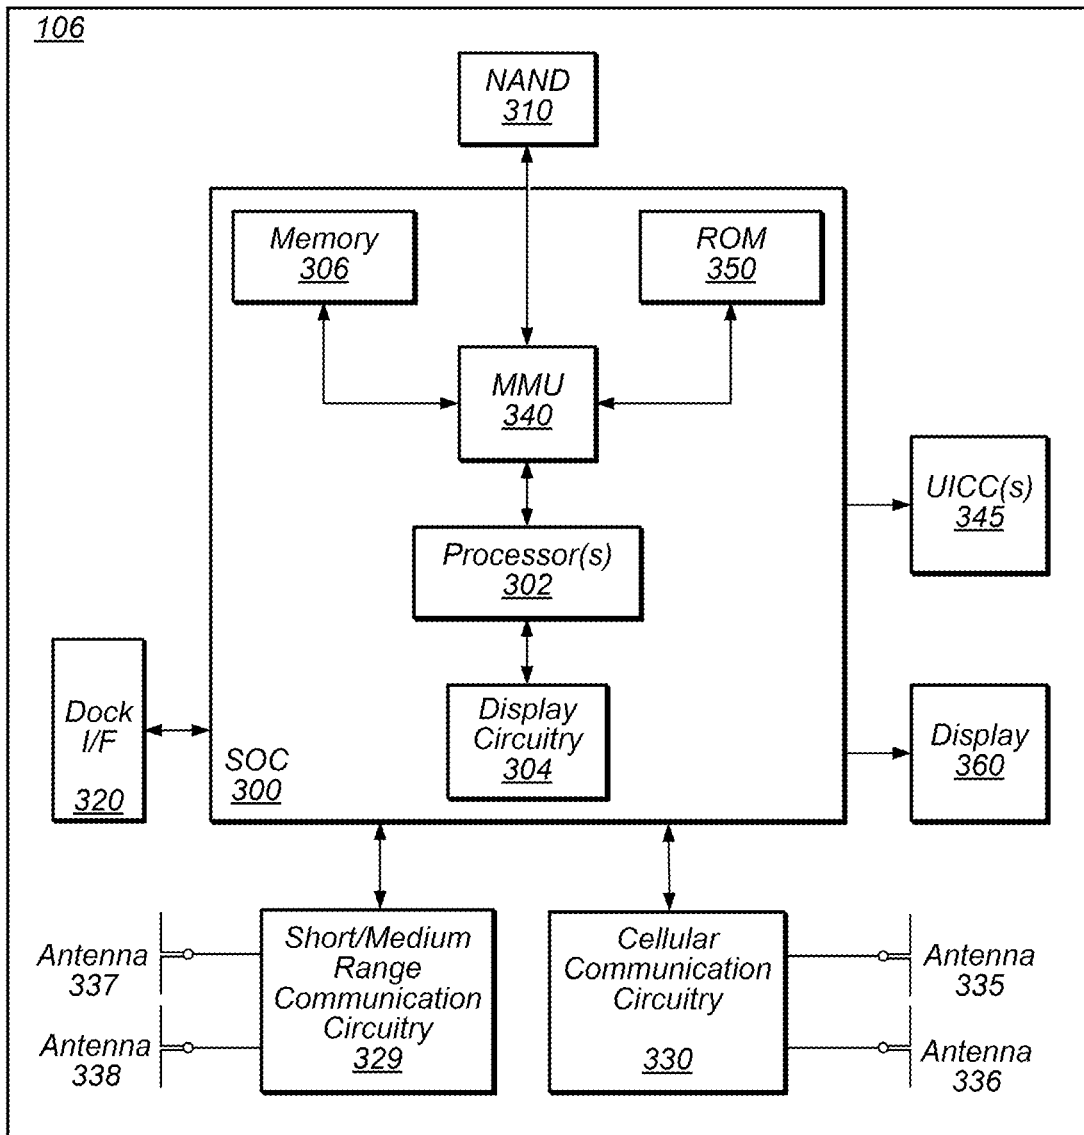 106
NAND
310
Memory
306
ROM
350
MMU
340
UICC(s)
345
Processor(s)
302
Dock
I/F
320
Display
Circuitry
304
SOC
300
Display
360
Short/Medium
Range
Communication
Circuitry
329
Cellular
Communication
Circuitry
330
Antenna
337
Antenna
338
Antenna
335
Antenna
336